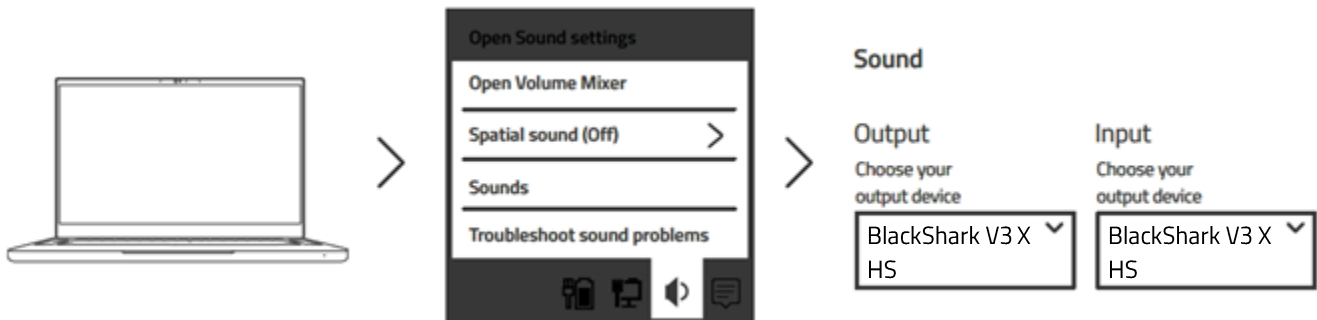 Open Sound settings
Open Volume Mixer
Spatial sound (Off)
Sounds
Troubleshoot sound problems
Sound
Output
Choose your
output device
BlackShark V3 X
HS
Input
Choose your
output device
BlackShark V3 X
HS